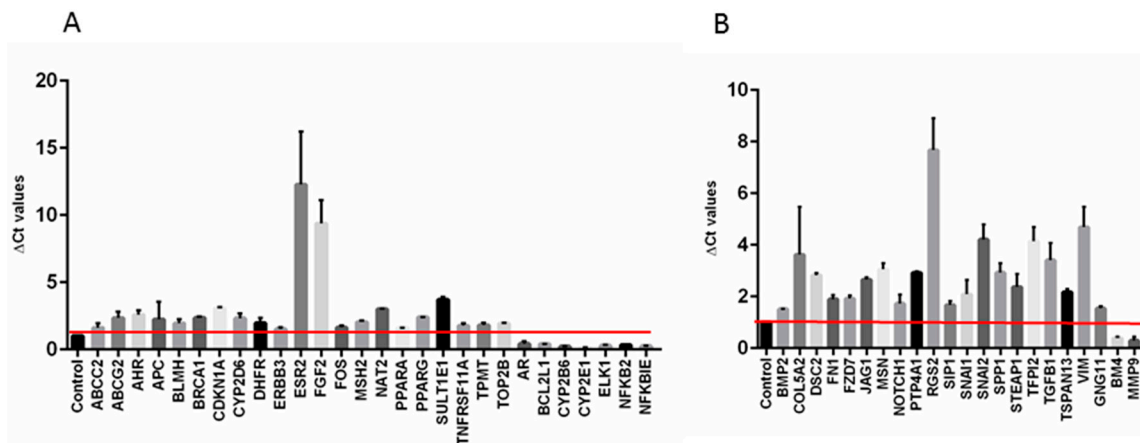 A
B
ΔCt values
20
15
10
5
0
Control
ABCC2
ABCG2
AHR
APC
BLMH
BRCA1
CDKN1A
CYP2D6
DHFR
ERBB3
ESR2
FGF2
FOS
MSH2
NAT2
PPARA
PPARG
SULT1E1
TNFRSF11A
TPMT
TOP2B
AR
BCL2L1
CYP2B6
CYP2E1
ELK1
NFKB2
NFKBIE
ΔCt values
10
8
6
4
2
0
Control
BMP2
COL5A2
DSC2
FN1
FZD7
JAG1
MSN
NOTCH1
PT4A1
RGS2
SIP1
SNAI1
SNAI2
SPP1
STEAP1
TFPI2
TGFB1
TSPAN13
VIM
GNG11
BM4
MMP9